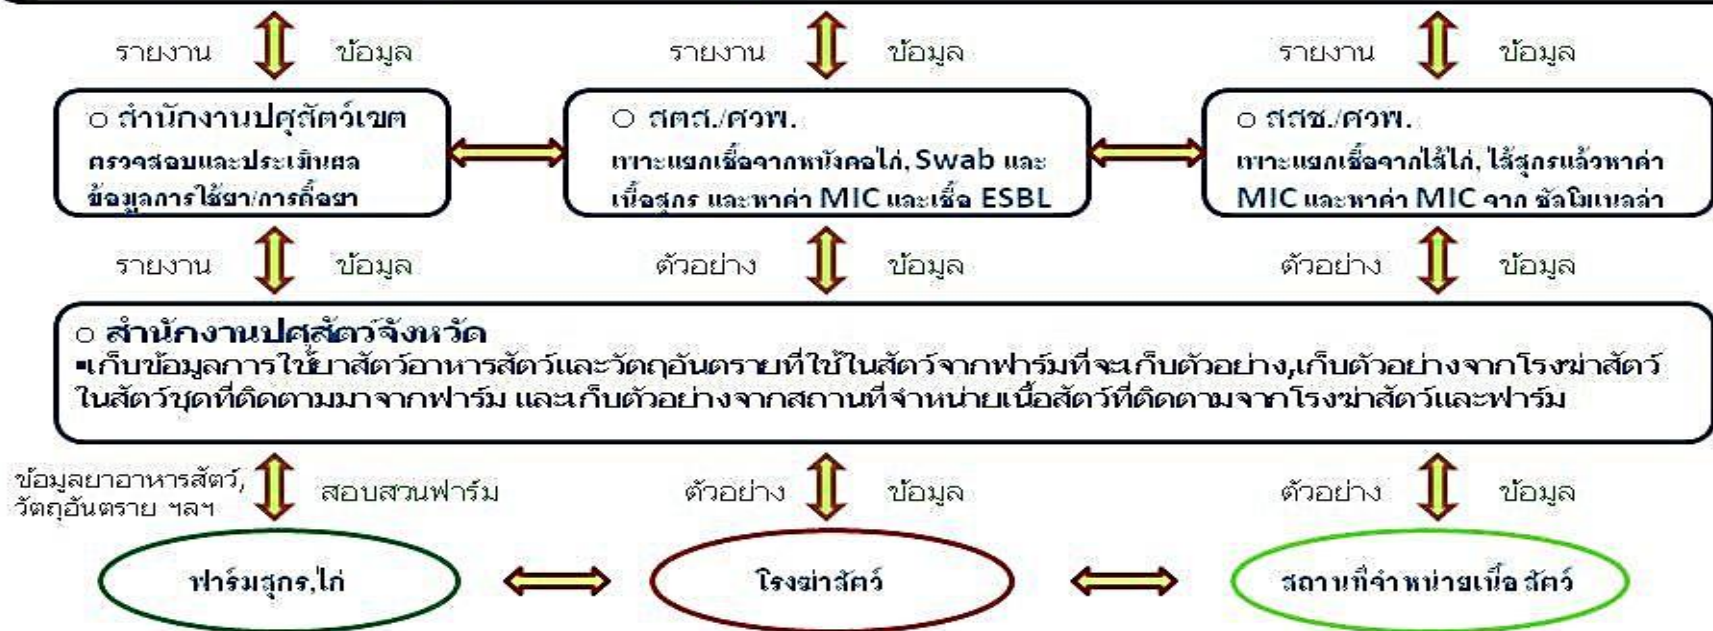 รายงาน ข้อมูล รายงาน ข้อมูล รายงาน ข้อมูล
○ สำนักงานปศุสัตว์เขต
ตรวจสอบและประเมินผล
ข้อมูลการใช้ยา/การดื้อยา
○ สตส./ศวพ.
เพาะแยกเชื้อจากหนังคอไก่, Swab และ
เนื้อสุกร และหาค่า MIC และเชื้อ ESBL
○ สสช./ศวพ.
เพาะแยกเชื้อจากไส้ไก่, ไส้สุกรแล้วหาค่า
MIC และหาค่า MIC จาก ซัลโมเนลล่า
รายงาน ข้อมูล ตัวอย่าง ข้อมูล ตัวอย่าง ข้อมูล
○ สำนักงานปศุสัตว์จังหวัด
▪เก็บข้อมูลการใช้ยาสัตว์อาหารสัตว์และวัตถุอันตรายที่ใช้ในสัตว์จากฟาร์มที่จะเก็บตัวอย่าง,เก็บตัวอย่างจากโรงฆ่าสัตว์
ในสัตว์ชุดที่ติดตามมาจากฟาร์ม และเก็บตัวอย่างจากสถานที่จำหน่ายเนื้อสัตว์ที่ติดตามจากโรงฆ่าสัตว์และฟาร์ม
ข้อมูลยาอาหารสัตว์,
วัตถุอันตราย ฯลฯ
สอบสวนฟาร์ม ตัวอย่าง ข้อมูล ตัวอย่าง ข้อมูล
ฟาร์มสุกร,ไก่ โรงฆ่าสัตว์ สถานที่จำหน่ายเนื้อสัตว์